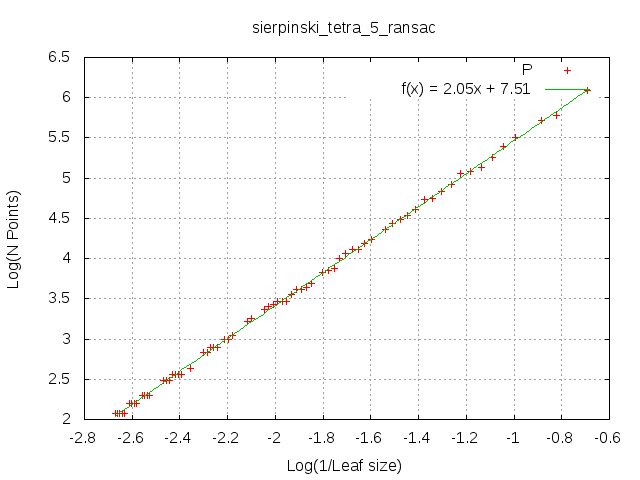 sierpinski_tetra_5_ransac
P
f(x) = 2.05x + 7.51
6.5
6
5.5
5
4.5
4
3.5
3
2.5
2
Log(N Points)
-2.8 -2.6 -2.4 -2.2 -2 -1.8 -1.6 -1.4 -1.2 -1 -0.8 -0.6
Log(1/Leaf size)